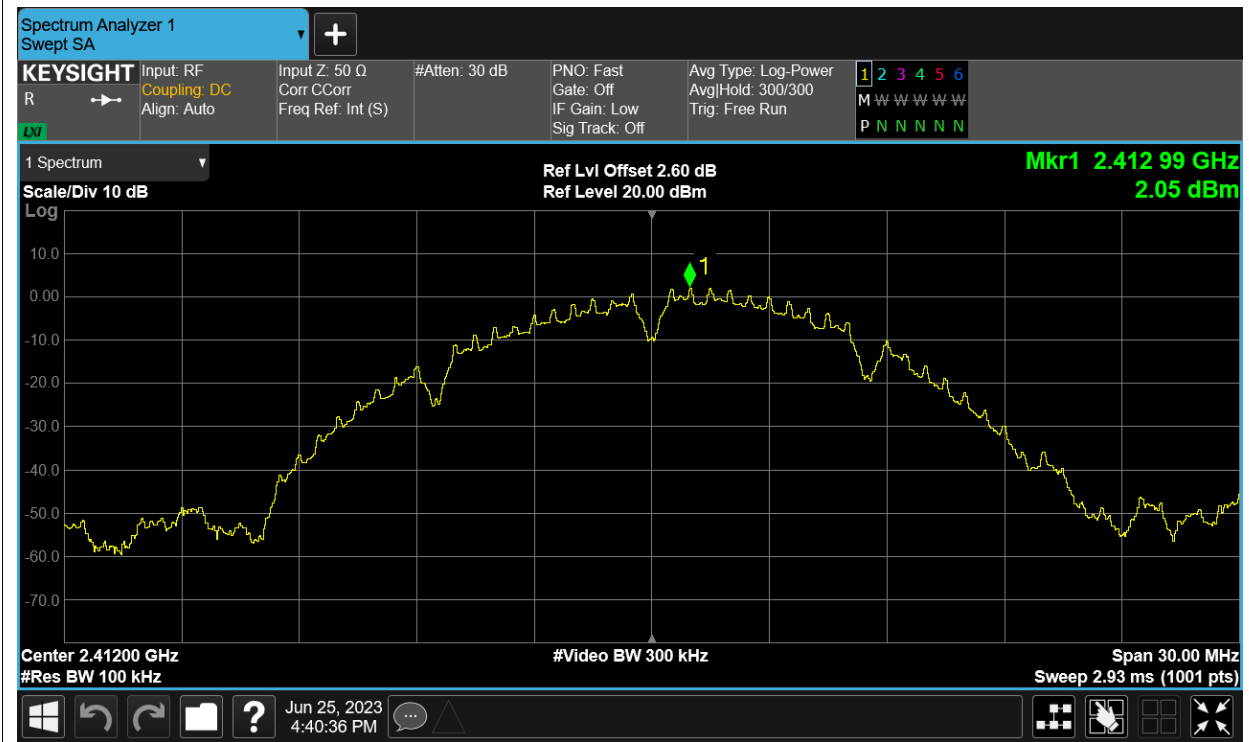 Spectrum Analyzer 1
Swept SA
+
KEYSIGHT
R
LXI
Input: RF
Coupling: DC
Align: Auto
Input Z: 50 Ω
Corr CCorr
Freq Ref: Int (S)
#Atten: 30 dB
PNO: Fast
Gate: Off
IF Gain: Low
Sig Track: Off
Avg Type: Log-Power
Avg|Hold: 300/300
Trig: Free Run
1 2 3 4 5 6
M W W W W W
P N N N N N
1 Spectrum
Scale/Div 10 dB
Log
Ref Lvl Offset 2.60 dB
Ref Level 20.00 dBm
Mkr1 2.412 99 GHz
2.05 dBm
1
10.0
0.00
-10.0
-20.0
-30.0
-40.0
-50.0
-60.0
-70.0
Center 2.41200 GHz
#Res BW 100 kHz
#Video BW 300 kHz
Span 30.00 MHz
Sweep 2.93 ms (1001 pts)
?
Jun 25, 2023
4:40:36 PM